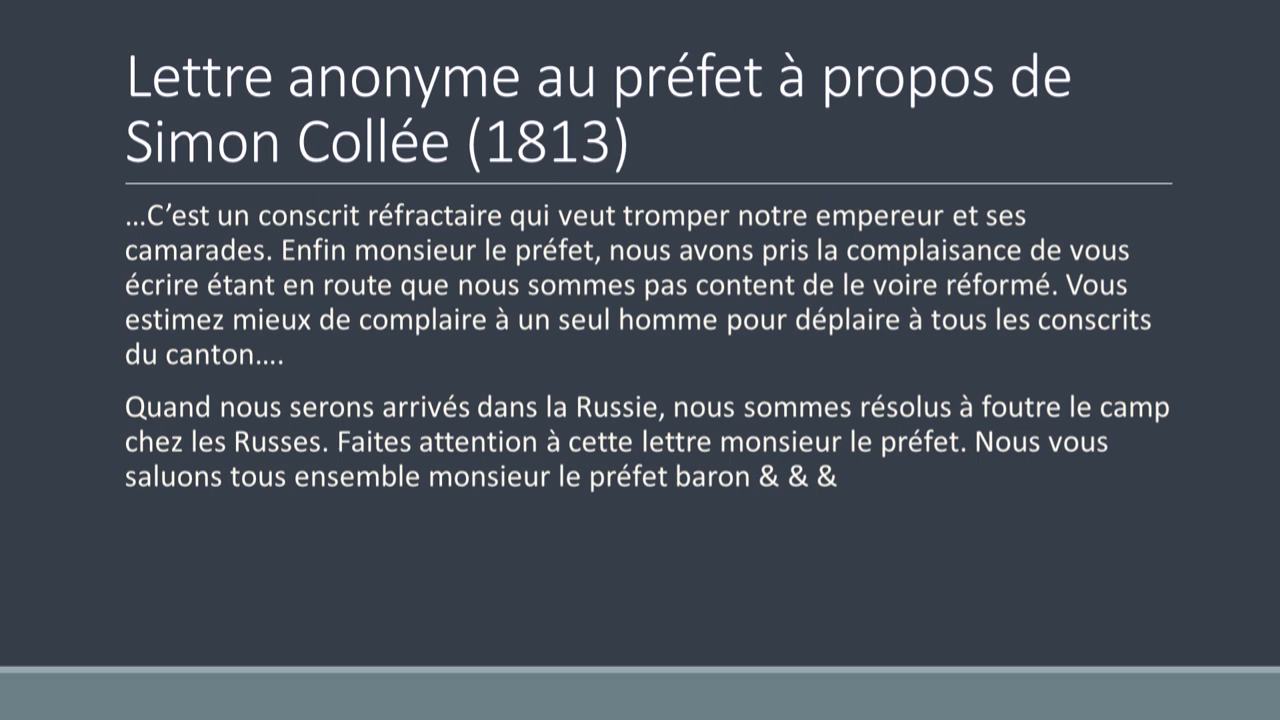 Lettre anonyme au préfet à propos de
Simon Collée (1813)
…C’est un conscrit réfractaire qui veut tromper notre empereur et ses
camarades. Enfin monsieur le préfet, nous avons pris la complaisance de vous
écrire étant en route que nous sommes pas content de le voire réformé. Vous
estimez mieux de complaire à un seul homme pour déplaire à tous les conscrits
du canton….
Quand nous serons arrivés dans la Russie, nous sommes résolus à foutre le camp
chez les Russes. Faites attention à cette lettre monsieur le préfet. Nous vous
saluons tous ensemble monsieur le préfet baron & & &